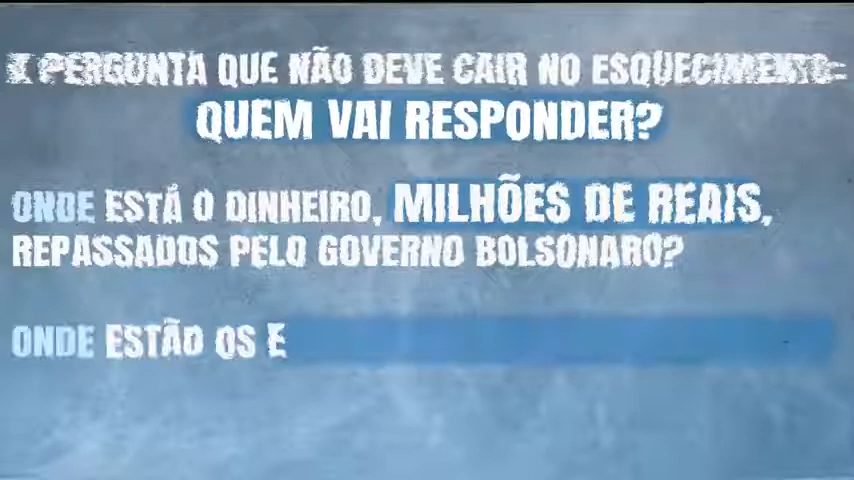 A PERGUNTA QUE NÃO DEVE CAIR NO ESQUECIMENTO:
QUEM VAI RESPONDER?
ONDE ESTÁ O DINHEIRO, MILHÕES DE REAIS,
REPASSADOS PELO GOVERNO BOLSONARO?
ONDE ESTÃO OS E